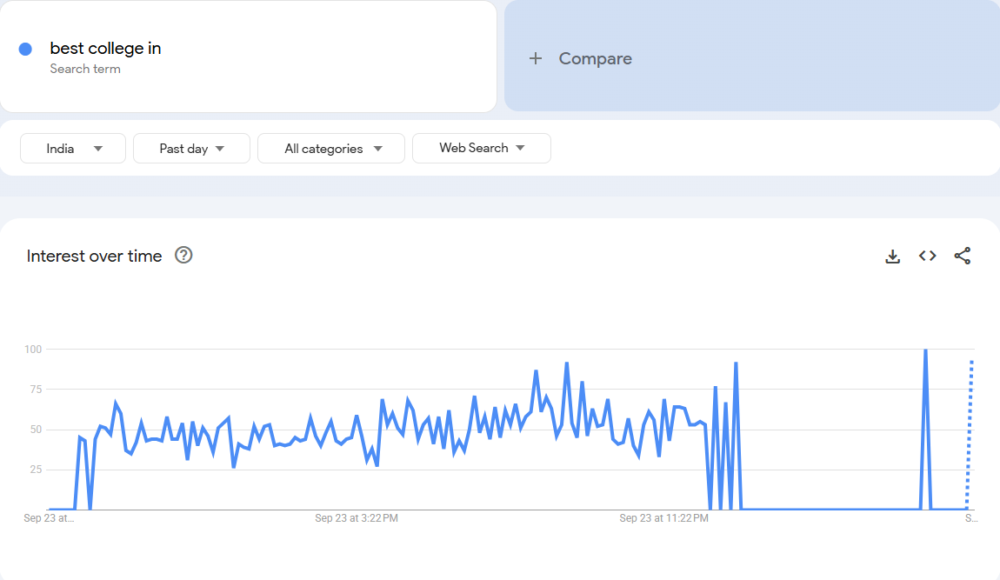 best college in
Search term
+ Compare
India
Past day
All categories
Web Search
Interest over time
100
75
50
25
Sep 23 at...
Sep 23 at 3:22 PM
Sep 23 at 11:22 PM
S...